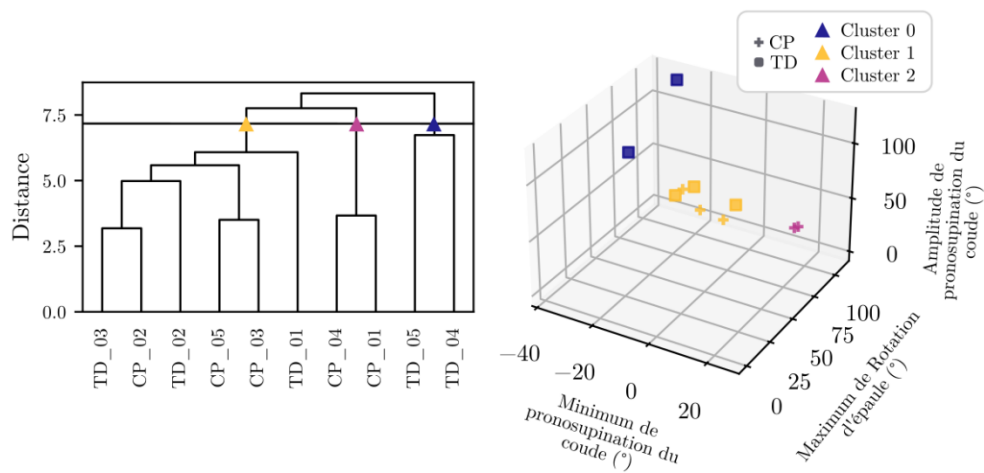 Distance
7.5
5.0
2.5
0.0
TD_03
CP_02
TD_02
CP_05
CP_03
TD_01
CP_04
CP_01
TD_05
TD_04
CP
TD
Cluster 0
Cluster 1
Cluster 2
100
50
0
Amplitude de
pronosupination du
coude (°)
100
75
50
25
0
Maximum de Rotation
d'épaule (°)
−40
−20
0
20
Minimum de
pronosupination du
coude (°)